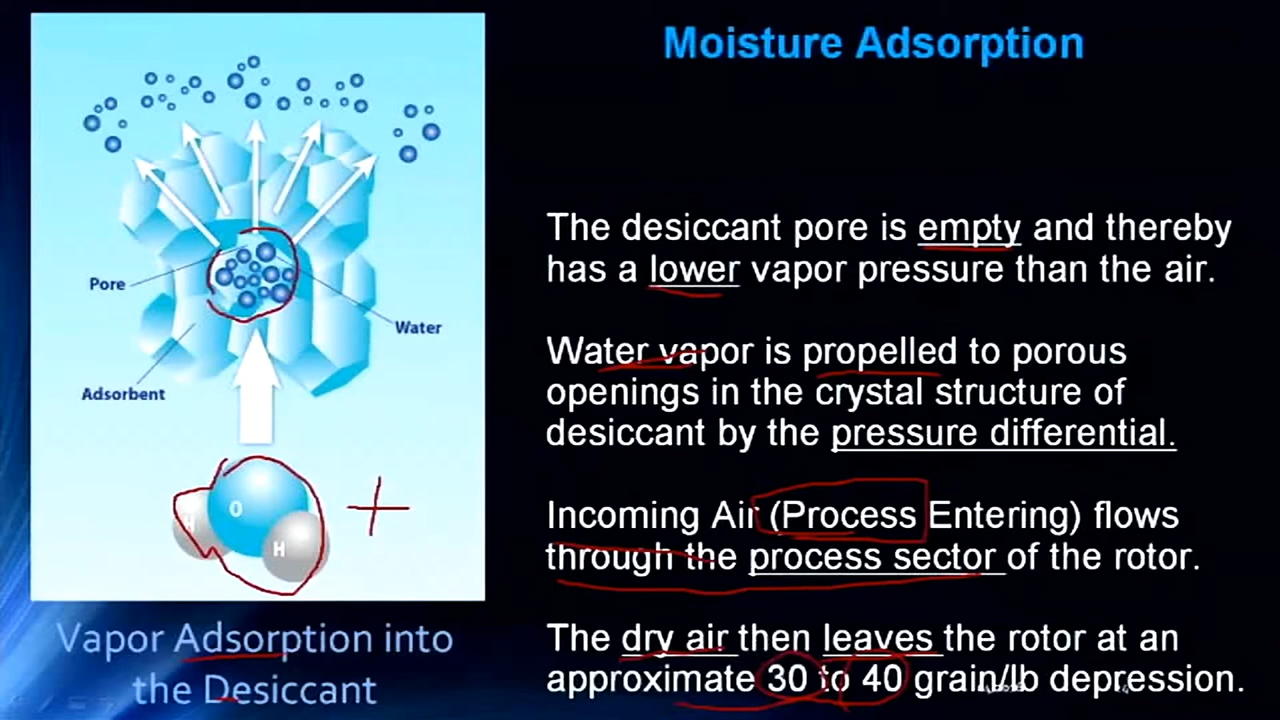 Moisture Adsorption
Pore
Water
Adsorbent
O
H
H
Vapor Adsorption into
the Desiccant
The desiccant pore is empty and thereby
has a lower vapor pressure than the air.
Water vapor is propelled to porous
openings in the crystal structure of
desiccant by the pressure differential.
Incoming Air (Process Entering) flows
through the process sector of the rotor.
The dry air then leaves the rotor at an
approximate 30 to 40 grain/lb depression.